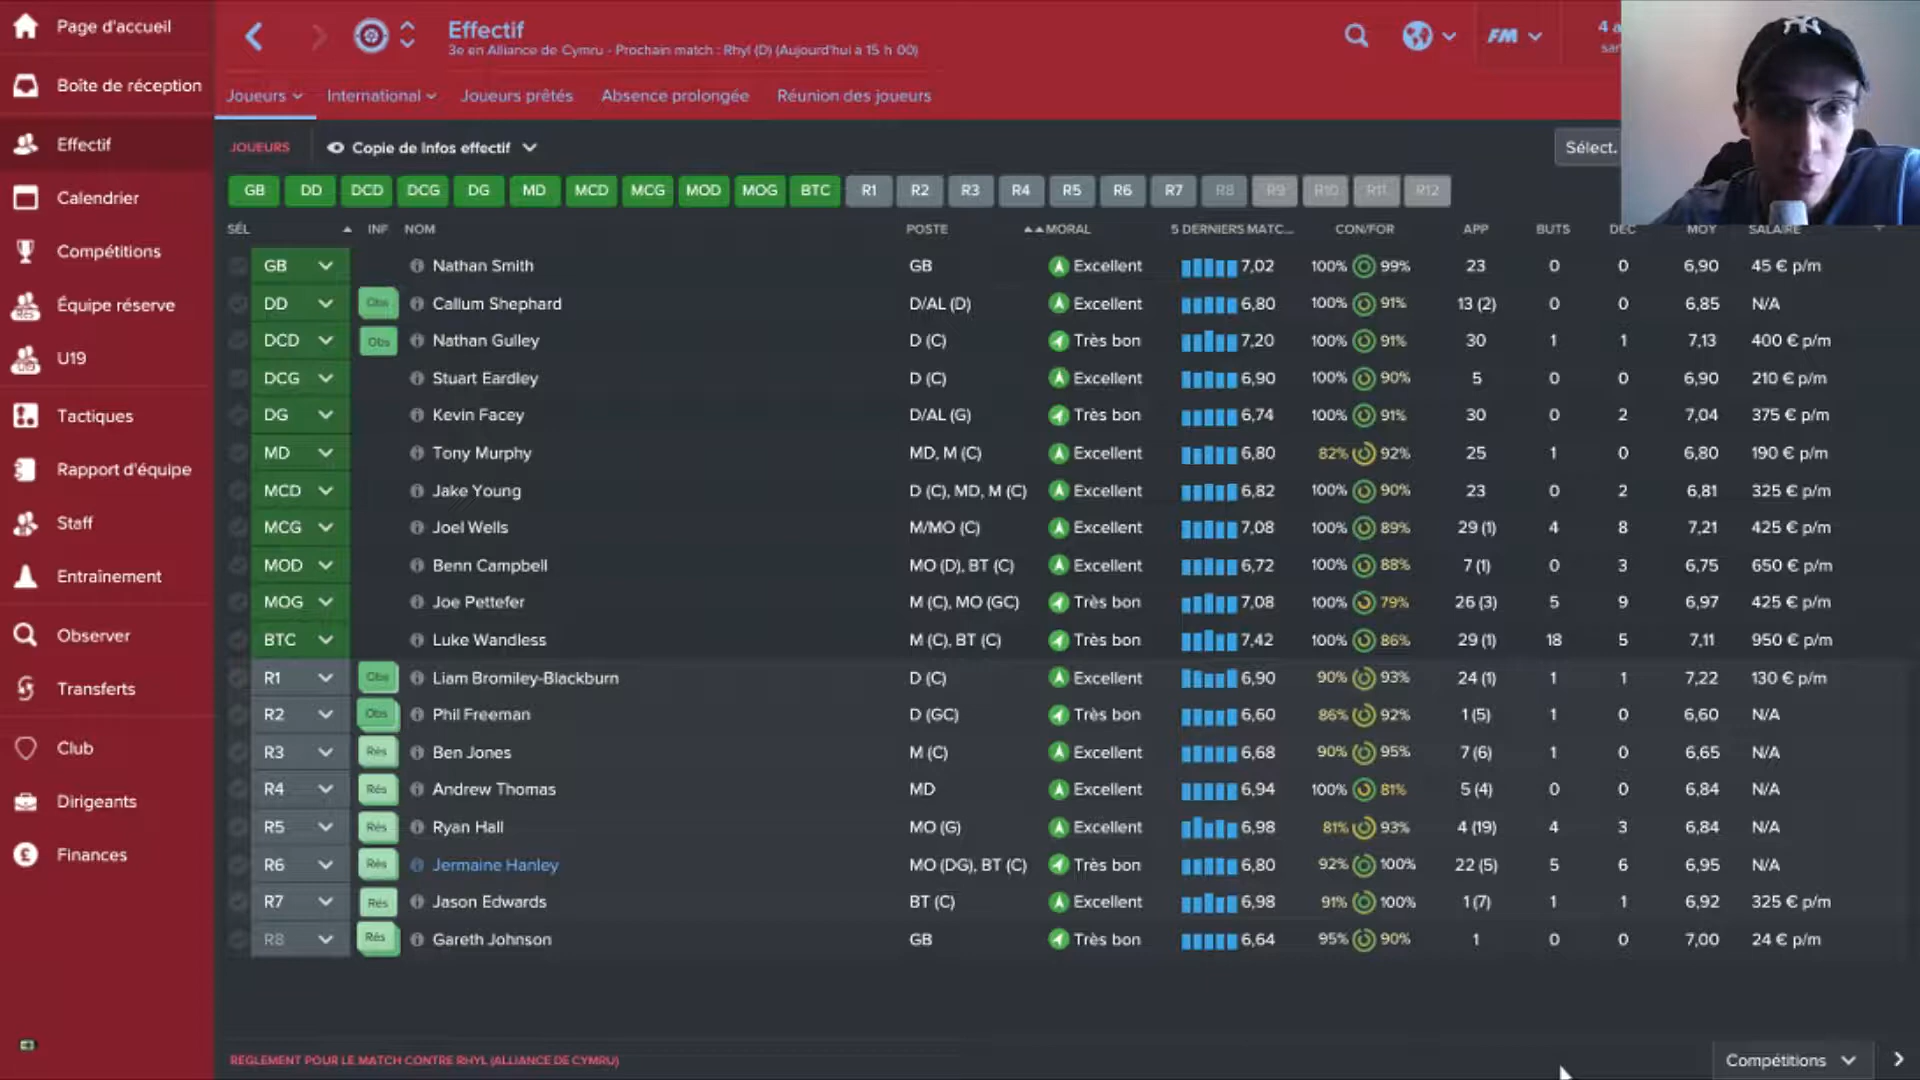 Page d'accueil
Boîte de réception
Effectif
Calendrier
Compétitions
Équipe réserve
U19
Tactiques
Rapport d'équipe
Staff
Entraînement
Observer
Transferts
Club
Dirigeants
Finances
Effectif
3e en Alliance de Cymru - Prochain match : Rhyl (D) (Aujourd'hui à 15 h 00)
FM
4 a
Joueurs International Joueurs prêtés Absence prolongée Réunion des joueurs
JOUEURS Copie de Infos effectif Sélect.
GB DD DCD DCG DG MD MCD MCG MOD MOG BTC R1 R2 R3 R4 R5 R6 R7 R8 R9 R10 R11 R12
SÉL INF NOM POSTE MORAL 5 DERNIERS MATC... CON/FOR APP BUTS DÉC MOY SALAIRE
GB Nathan Smith GB Excellent 7,02 100% 99% 23 0 0 6,90 45 € p/m
DD Obs Callum Shephard D/AL (D) Excellent 6,80 100% 91% 13 (2) 0 0 6,85 N/A
DCD Obs Nathan Gulley D (C) Très bon 7,20 100% 91% 30 1 1 7,13 400 € p/m
DCG Stuart Eardley D (C) Excellent 6,90 100% 90% 5 0 0 6,90 210 € p/m
DG Kevin Facey D/AL (G) Très bon 6,74 100% 91% 30 0 2 7,04 375 € p/m
MD Tony Murphy MD, M (C) Excellent 6,80 82% 92% 25 1 0 6,80 190 € p/m
MCD Jake Young D (C), MD, M (C) Excellent 6,82 100% 90% 23 0 2 6,81 325 € p/m
MCG Joel Wells M/MO (C) Excellent 7,08 100% 89% 29 (1) 4 8 7,21 425 € p/m
MOD Benn Campbell MO (D), BT (C) Excellent 6,72 100% 88% 7 (1) 0 3 6,75 650 € p/m
MOG Joe Pettefer M (C), MO (GC) Très bon 7,08 100% 79% 26 (3) 5 9 6,97 425 € p/m
BTC Luke Wandless M (C), BT (C) Très bon 7,42 100% 86% 29 (1) 18 5 7,11 950 € p/m
R1 Obs Liam Bromiley-Blackburn D (C) Excellent 6,90 90% 93% 24 (1) 1 1 7,22 130 € p/m
R2 Obs Phil Freeman D (GC) Très bon 6,60 86% 92% 1 (5) 1 0 6,60 N/A
R3 Rés Ben Jones M (C) Excellent 6,68 90% 95% 7 (6) 1 0 6,65 N/A
R4 Rés Andrew Thomas MD Excellent 6,94 100% 81% 5 (4) 0 0 6,84 N/A
R5 Rés Ryan Hall MO (G) Excellent 6,98 81% 93% 4 (19) 4 3 6,84 N/A
R6 Rés Jermaine Hanley MO (DG), BT (C) Très bon 6,80 92% 100% 22 (5) 5 6 6,95 N/A
R7 Rés Jason Edwards BT (C) Excellent 6,98 91% 100% 1 (7) 1 1 6,92 325 € p/m
R8 Rés Gareth Johnson GB Très bon 6,64 95% 90% 1 0 0 7,00 24 € p/m
RÈGLEMENT POUR LE MATCH CONTRE RHYL (ALLIANCE DE CYMRU)
Compétitions